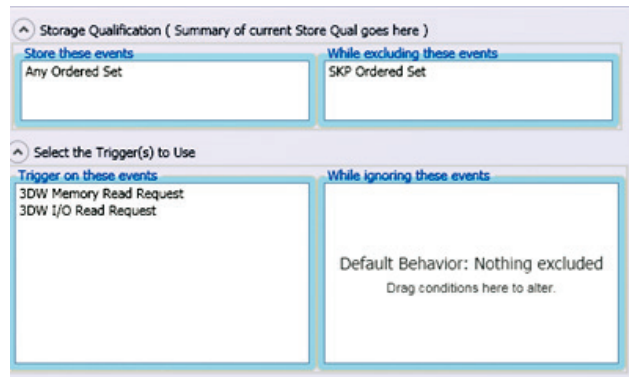 Storage Qualification ( Summary of current Store Qual goes here )
Store these events
Any Ordered Set
While excluding these events
SKP Ordered Set
Select the Trigger(s) to Use
Trigger on these events
3DW Memory Read Request
3DW I/O Read Request
While ignoring these events
Default Behavior: Nothing excluded
Drag conditions here to alter.